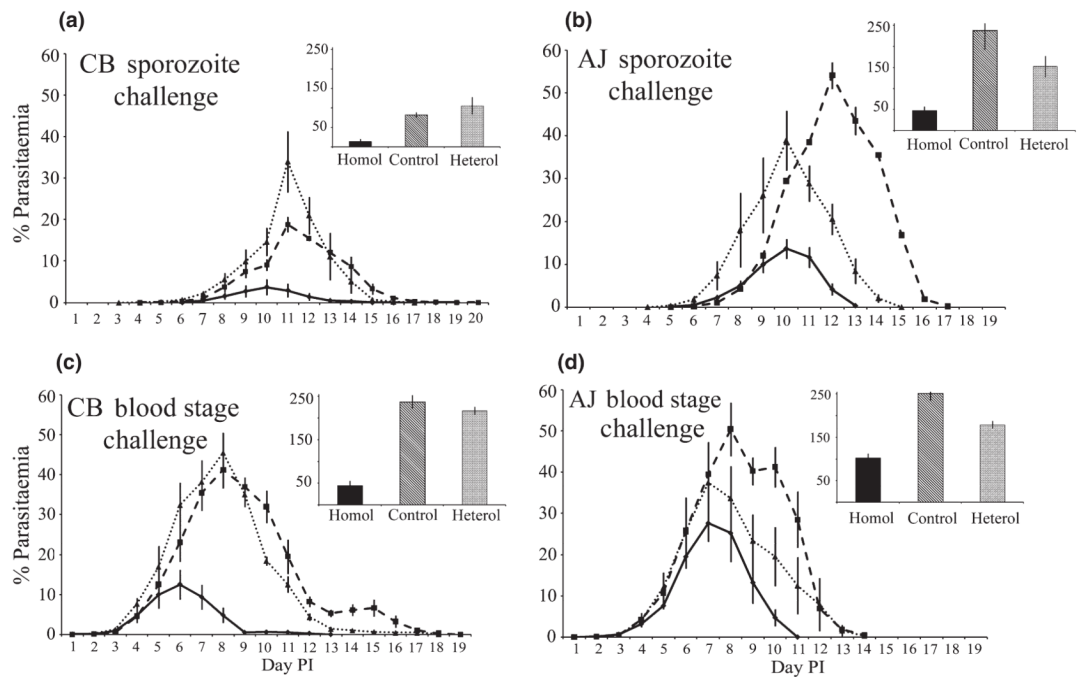 (a)
CB sporozoite
challenge
% Parasitaemia
60
50
40
30
20
10
0
1 2 3 4 5 6 7 8 9 10 11 12 13 14 15 16 17 18 19 20
250
150
50
Homol Control Heterol
(b)
AJ sporozoite
challenge
60
50
40
30
20
10
0
1 2 3 4 5 6 7 8 9 10 11 12 13 14 15 16 17 18 19
250
150
50
Homol Control Heterol
(c)
CB blood stage
challenge
% Parasitaemia
60
50
40
30
20
10
0
1 2 3 4 5 6 7 8 9 10 11 12 13 14 15 16 17 18 19
Day PI
250
150
50
Homol Control Heterol
(d)
AJ blood stage
challenge
60
50
40
30
20
10
0
1 2 3 4 5 6 7 8 9 10 11 12 13 14 15 16 17 18 19
Day PI
250
150
50
Homol Control Heterol